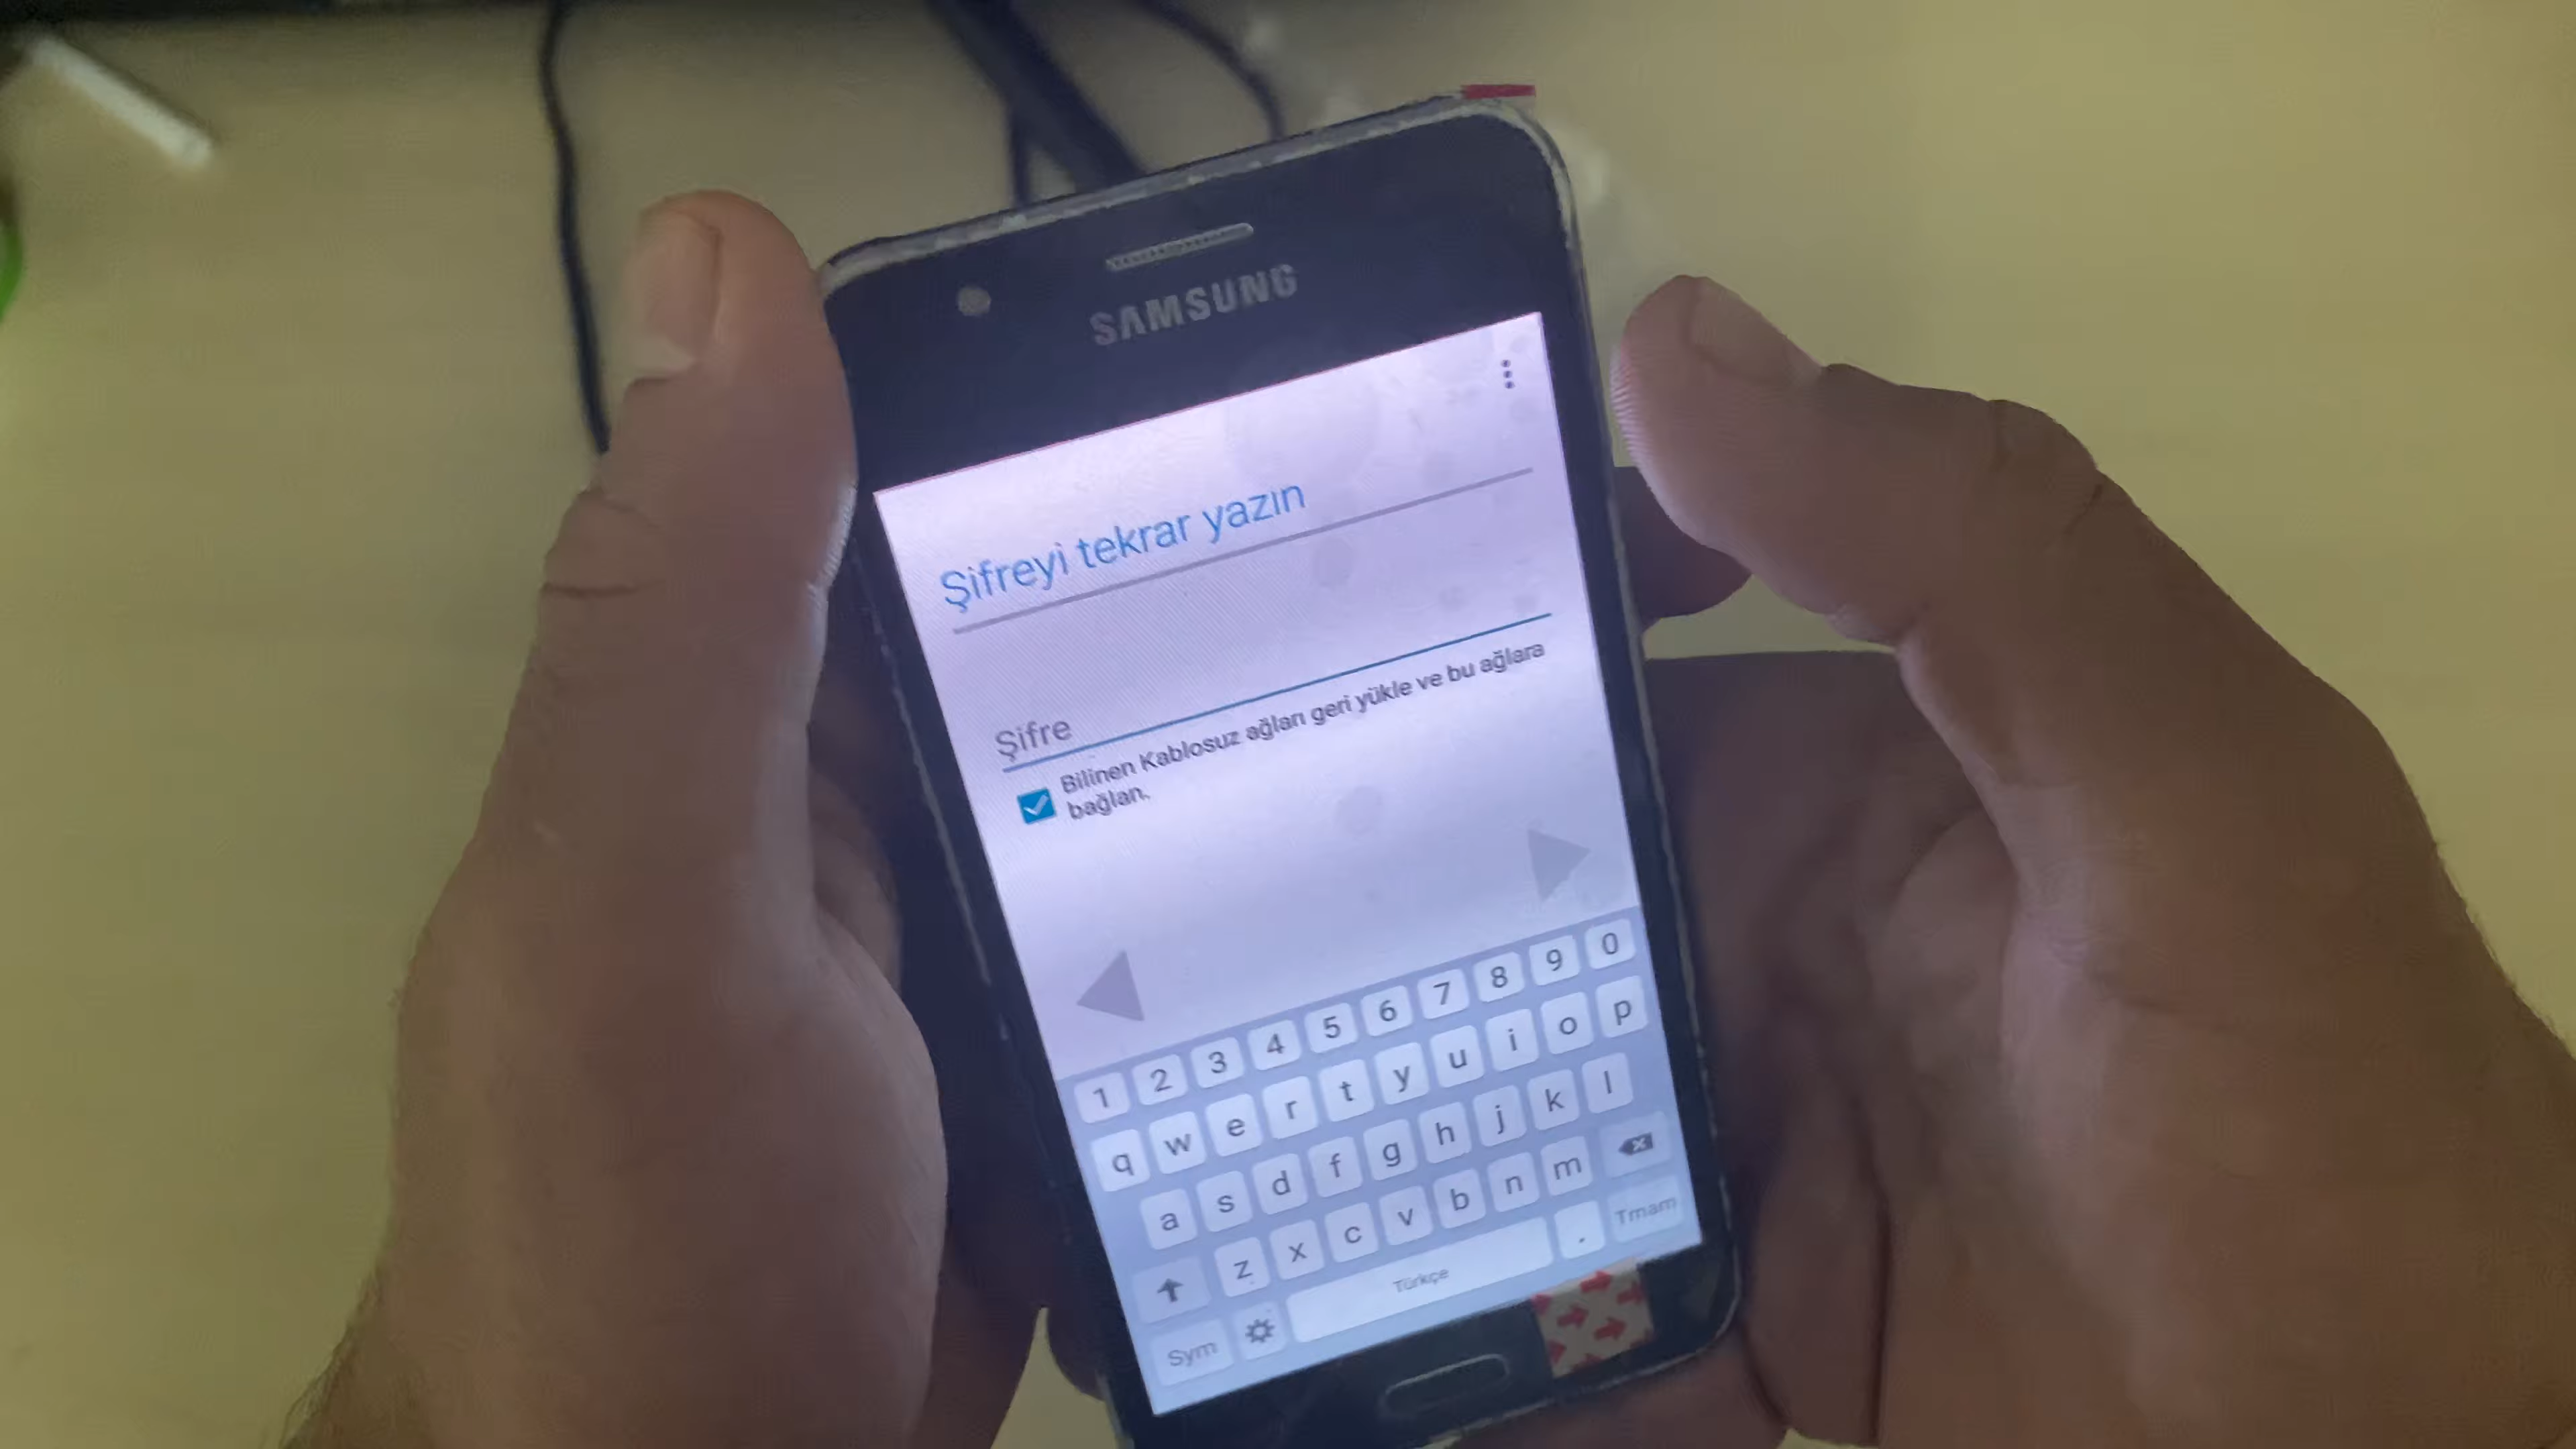 SAMSUNG
Şifreyi tekrar yazın
Şifre
Bilinen Kablosuz ağları geri yükle ve bu ağlara
bağlan.
1 2 3 4 5 6 7 8 9 0
q w e r t y u i o p
a s d f g h j k l
z x c v b n m
Sym Türkçe . Tmam